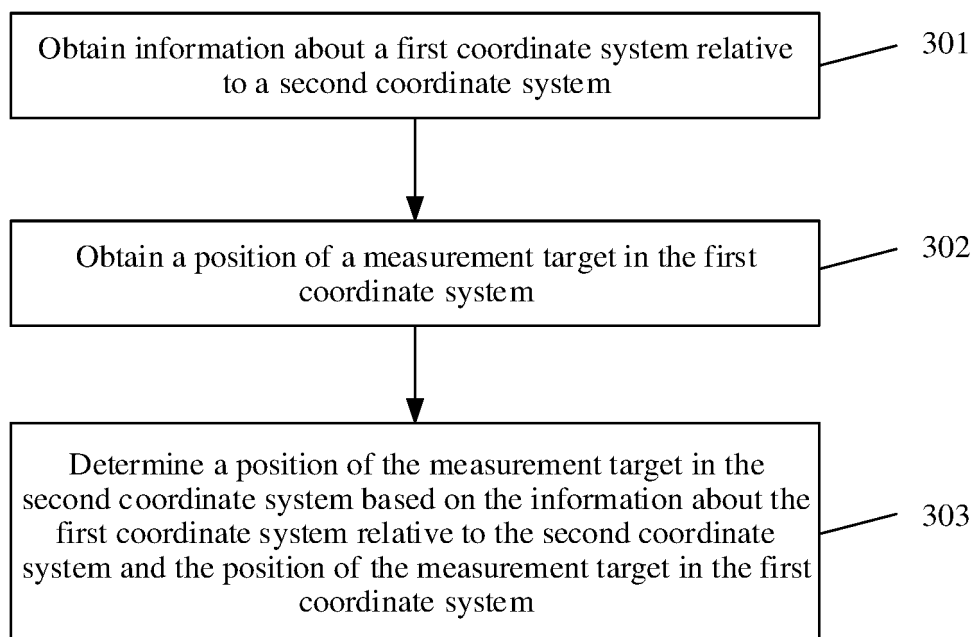 Obtain information about a first coordinate system relative
to a second coordinate system
301
Obtain a position of a measurement target in the first
coordinate system
302
Determine a position of the measurement target in the
second coordinate system based on the information about the
first coordinate system relative to the second coordinate
system and the position of the measurement target in the first
coordinate system
303